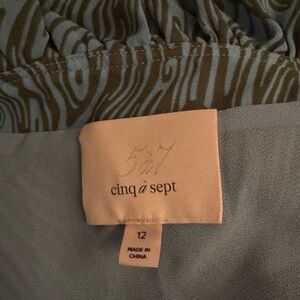 5à7
cinq à sept
12
MADE IN
CHINA